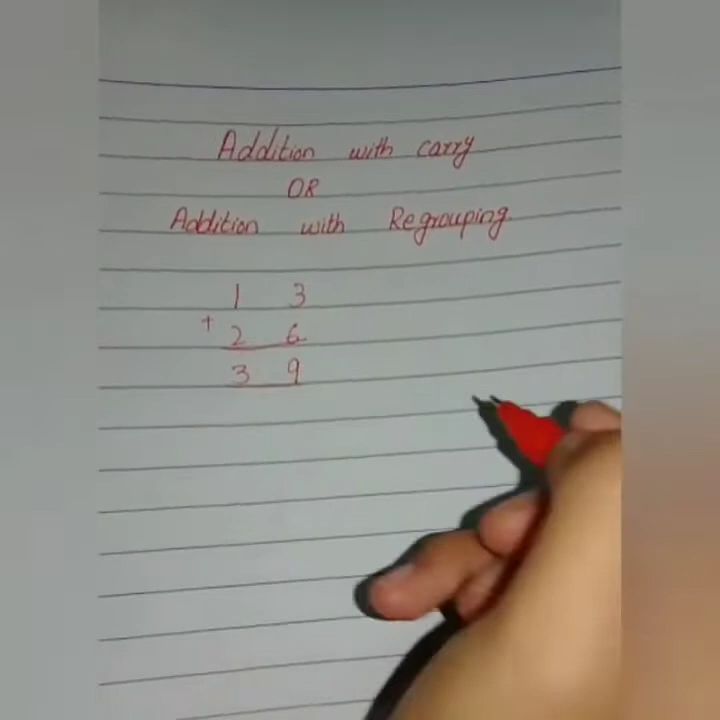 Addition with carry
OR
Addition with Regrouping
1 3
+ 2 6
3 9